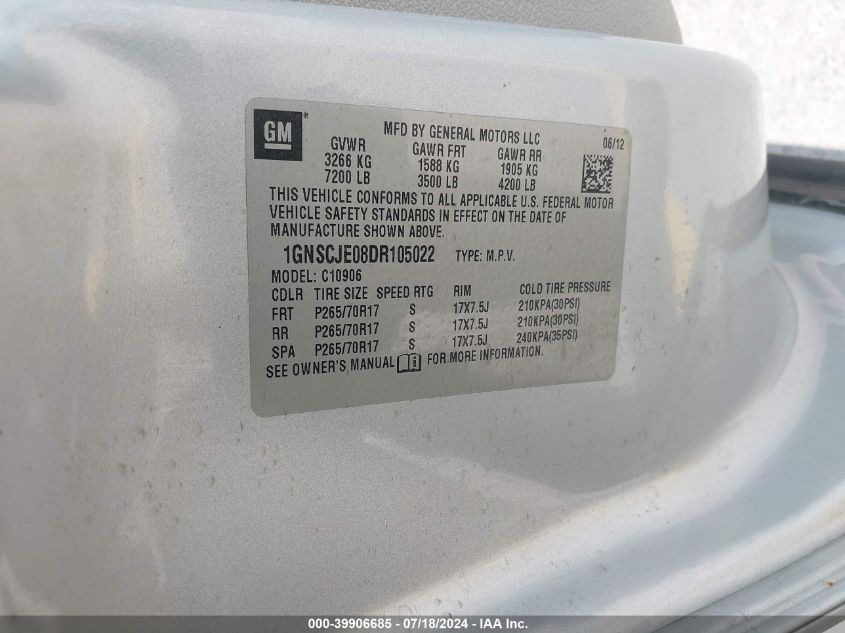 GM
MFD BY GENERAL MOTORS LLC
06/12
GVWR GAWR FRT GAWR RR
3266 KG 1588 KG 1905 KG
7200 LB 3500 LB 4200 LB
THIS VEHICLE CONFORMS TO ALL APPLICABLE U.S. FEDERAL MOTOR
VEHICLE SAFETY STANDARDS IN EFFECT ON THE DATE OF
MANUFACTURE SHOWN ABOVE.
1GNSCJE08DR105022 TYPE: M.P.V.
MODEL: C10906
CDLR TIRE SIZE SPEED RTG RIM COLD TIRE PRESSURE
FRT P265/70R17 S 17X7.5J 210KPA(30PSI)
RR P265/70R17 S 17X7.5J 210KPA(30PSI)
SPA P265/70R17 S 17X7.5J 240KPA(35PSI)
SEE OWNER'S MANUAL i FOR MORE INFORMATION.
000-39906685 - 07/18/2024 - IAA Inc.